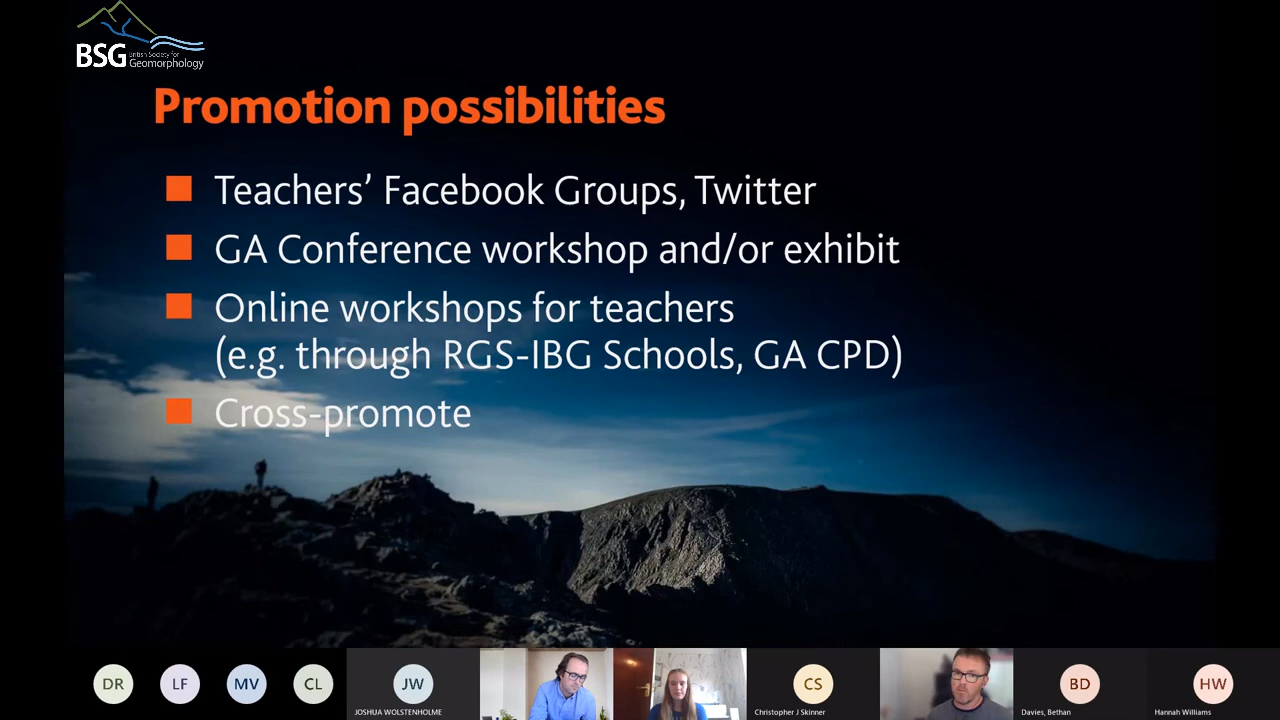 BSG
British Society for
Geomorphology
Promotion possibilities
Teachers’ Facebook Groups, Twitter
GA Conference workshop and/or exhibit
Online workshops for teachers
(e.g. through RGS-IBG Schools, GA CPD)
Cross-promote
DR LF MV CL JW CS BD HW
JOSHUA WOLSTENHOLME Christopher J Skinner Davies, Bethan Hannah Williams